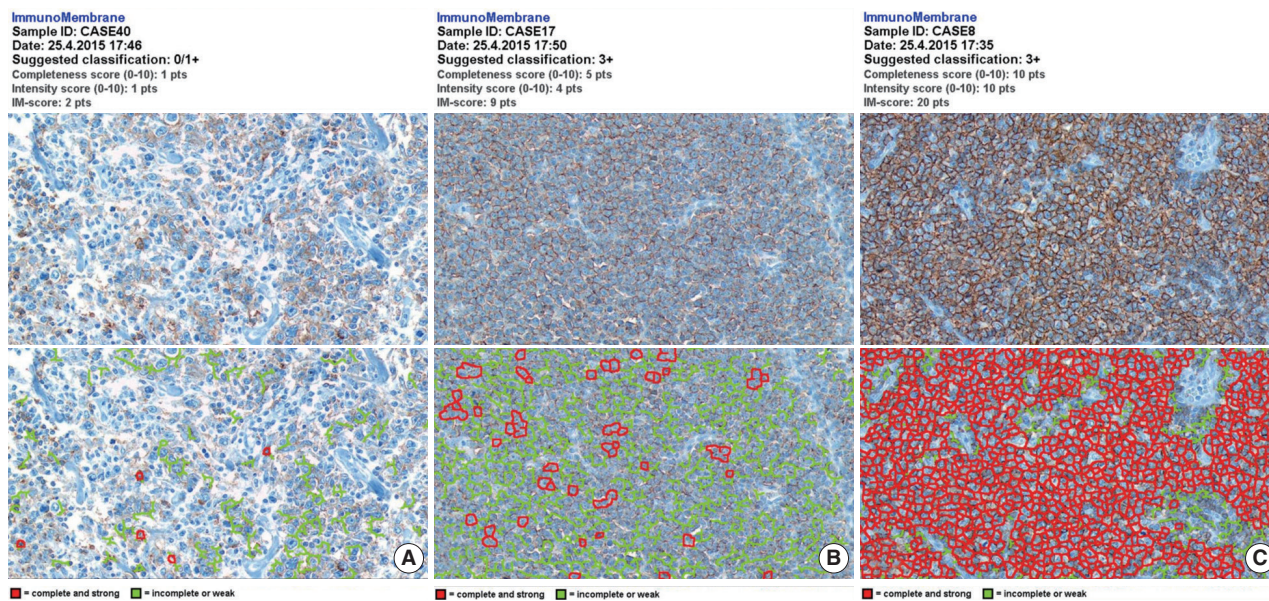 ImmunoMembrane
Sample ID: CASE40
Date: 25.4.2015 17:46
Suggested classification: 0/1+
Completeness score (0-10): 1 pts
Intensity score (0-10): 1 pts
IM-score: 2 pts
ImmunoMembrane
Sample ID: CASE17
Date: 25.4.2015 17:50
Suggested classification: 3+
Completeness score (0-10): 5 pts
Intensity score (0-10): 4 pts
IM-score: 9 pts
ImmunoMembrane
Sample ID: CASE8
Date: 25.4.2015 17:35
Suggested classification: 3+
Completeness score (0-10): 10 pts
Intensity score (0-10): 10 pts
IM-score: 20 pts
A
B
C
= complete and strong = incomplete or weak
= complete and strong = incomplete or weak
= complete and strong = incomplete or weak